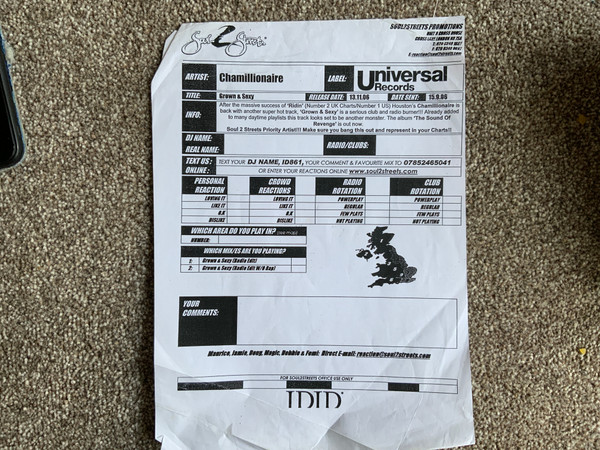 Soul 2 Streets
SOUL2STREETS PROMOTIONS
ARTIST: Chamillionaire LABEL: Universal Records
TITLE: Grown & Sexy RELEASE DATE: 13.11.06 DATE SENT: 15.9.06
INFO: After the massive success of 'Ridin' (Number 2 UK Charts/Number 1 US) Houston's Chamillionaire is
back with another super hot track, 'Grown & Sexy' is a serious club and radio burner!!! Already added
to many daytime playlists this track looks set to be another monster. The album 'The Sound Of
Revenge' is out now.
Soul 2 Streets Priority Artist!!! Make sure you bang this out and represent in your Charts!!
DJ NAME:
REAL NAME: RADIO/CLUBS:
TEXT US: TEXT YOUR DJ NAME, ID861, YOUR COMMENT & FAVOURITE MIX TO 07852465041
ONLINE: OR ENTER YOUR REACTIONS ONLINE www.soul2streets.com
PERSONAL REACTION CROWD REACTIONS RADIO ROTATION CLUB ROTATION
LOVING IT LOVING IT POWERPLAY POWERPLAY
LIKE IT LIKE IT REGULAR REGULAR
O.K O.K FEW PLAYS FEW PLAYS
DISLIKE DISLIKE NOT PLAYING NOT PLAYING
WHICH AREA DO YOU PLAY IN?
NUMBER:
WHICH MIX/ES ARE YOU PLAYING?
1: Grown & Sexy (Radio Edit)
2: Grown & Sexy (Radio Edit W/O Rap)
YOUR
COMMENTS:
Maurice, Jamie, Doug, Magic, Debbie & Femi: Direct E-mail: reaction@soul2streets.com
FOR SOUL2STREETS OFFICE USE ONLY